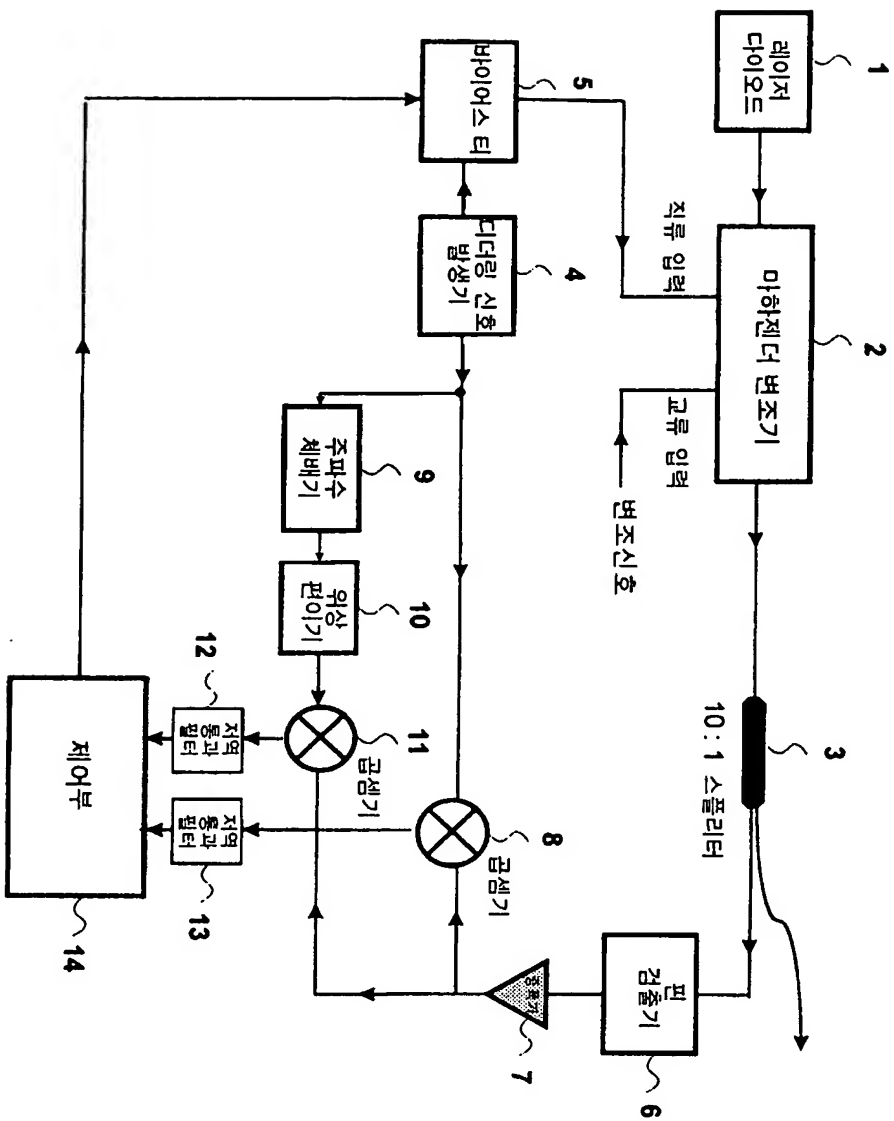 1
레이저
다이오드
2
마하젠더 변조기
직류 입력
교류 입력
변조신호
3
10 : 1 스플리터
5
바이어스 티
4
디더링 신호
발생기
9
주파수
체배기
10
위상
편이기
11
곱셈기
8
곱셈기
핀
검출기
6
증폭기
7
12
저역
통과
필터
저역
통과
필터
13
제어부
14